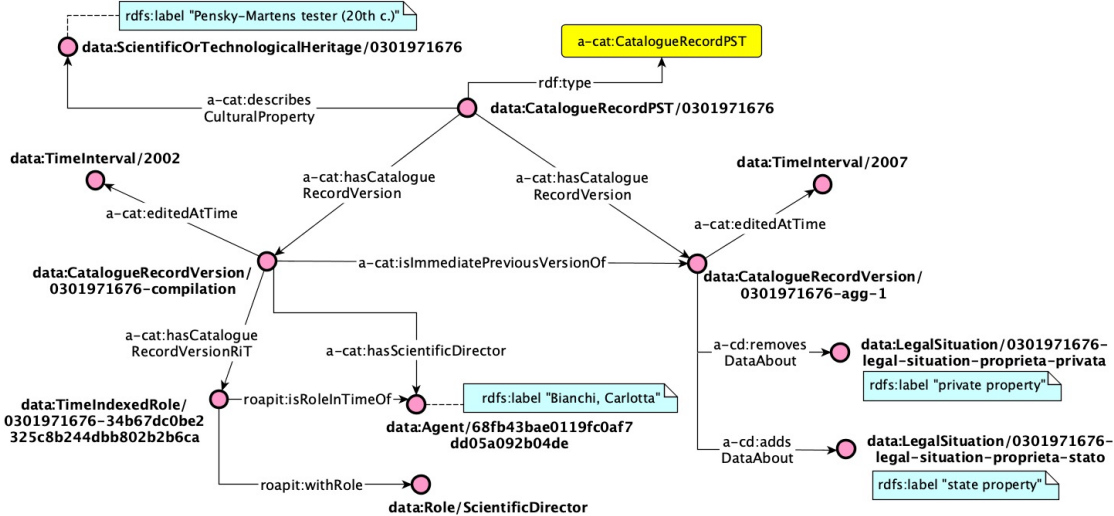 rdfs:label "Pensky-Martens tester (20th c.)"
data:ScientificOrTechnologicalHeritage/0301971676
a-cat:CatalogueRecordPST
rdf:type
a-cat:describes
CulturalProperty
data:CatalogueRecordPST/0301971676
data:TimeInterval/2002
data:TimeInterval/2007
a-cat:hasCatalogue
RecordVersion
a-cat:hasCatalogue
RecordVersion
a-cat:editedAtTime
a-cat:editedAtTime
a-cat:isImmediatePreviousVersionOf
data:CatalogueRecordVersion/
0301971676-compilation
data:CatalogueRecordVersion/
0301971676-agg-1
a-cat:hasCatalogue
RecordVersionRiT
a-cat:hasScientificDirector
a-cd:removes
DataAbout
data:LegalSituation/0301971676-
legal-situation-proprieta-privata
rdfs:label "private property"
data:TimeIndexedRole/
0301971676-34b67dc0be2
325c8b244dbb802b2b6ca
roapit:isRoleInTimeOf
rdfs:label "Bianchi, Carlotta"
data:Agent/68fb43bae0119fc0af7
dd05a092b04de
a-cd:adds
DataAbout
data:LegalSituation/0301971676-
legal-situation-proprieta-stato
rdfs:label "state property"
roapit:withRole
data:Role/ScientificDirector